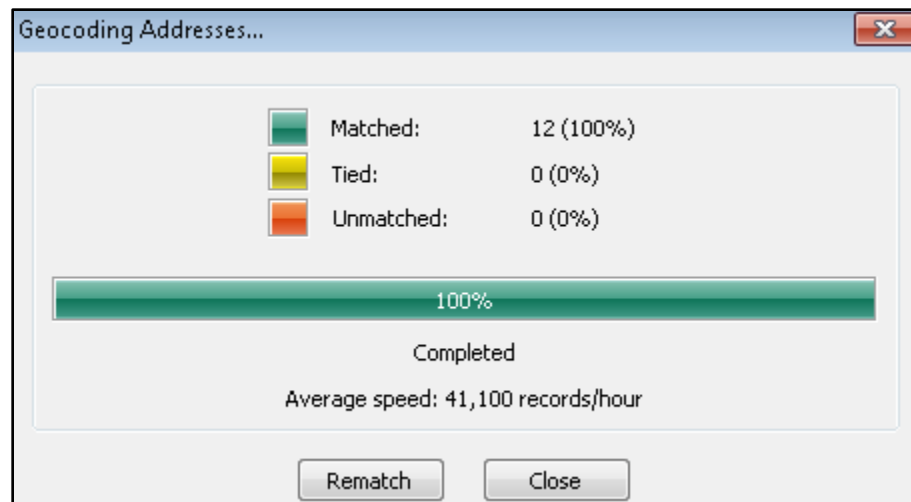 Geocoding Addresses...
Matched: 12 (100%)
Tied: 0 (0%)
Unmatched: 0 (0%)
100%
Completed
Average speed: 41,100 records/hour
Rematch Close